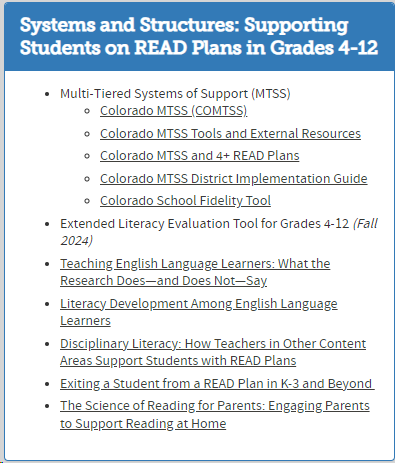 Systems and Structures: Supporting
Students on READ Plans in Grades 4-12
Multi-Tiered Systems of Support (MTSS)
Colorado MTSS (COMTSS)
Colorado MTSS Tools and External Resources
Colorado MTSS and 4+ READ Plans
Colorado MTSS District Implementation Guide
Colorado School Fidelity Tool
Extended Literacy Evaluation Tool for Grades 4-12 (Fall
2024)
Teaching English Language Learners: What the
Research Does—and Does Not—Say
Literacy Development Among English Language
Learners
Disciplinary Literacy: How Teachers in Other Content
Areas Support Students with READ Plans
Exiting a Student from a READ Plan in K-3 and Beyond
The Science of Reading for Parents: Engaging Parents
to Support Reading at Home